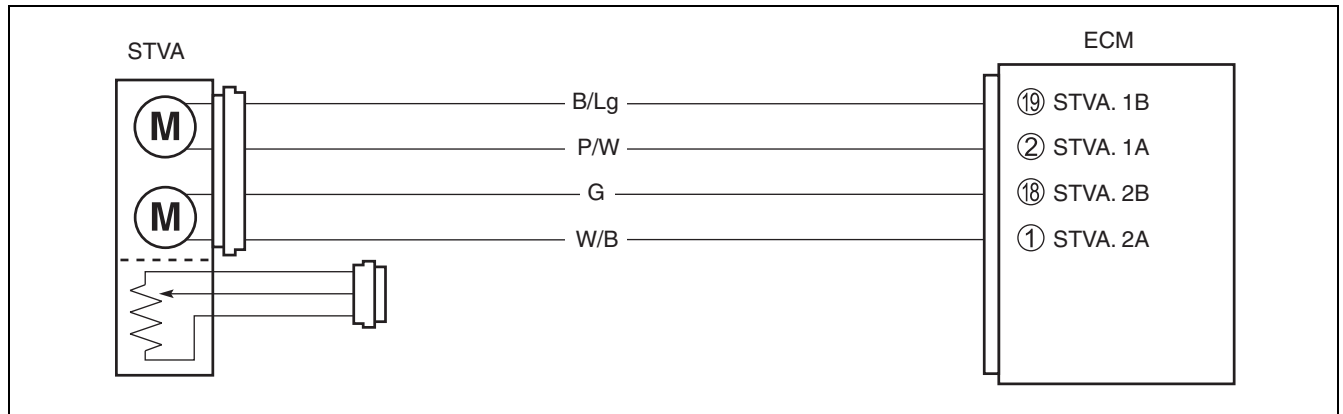 STVA
ECM
B/Lg
⑲ STVA. 1B
P/W
② STVA. 1A
G
⑱ STVA. 2B
W/B
① STVA. 2A
M
M